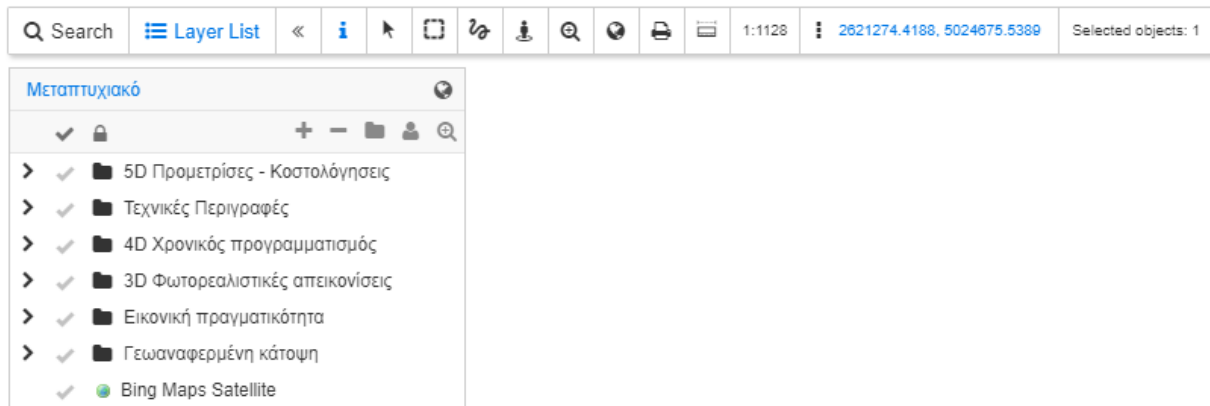 Search Layer List « i 1:1128 2621274.4188, 5024675.5389 Selected objects: 1
Μεταπτυχιακό
5D Προμετρίσες - Κοστολόγησεις
Τεχνικές Περιγραφές
4D Χρονικός προγραμματισμός
3D Φωτορεαλιστικές απεικονίσεις
Εικονική πραγματικότητα
Γεωαναφερμένη κάτοψη
Bing Maps Satellite